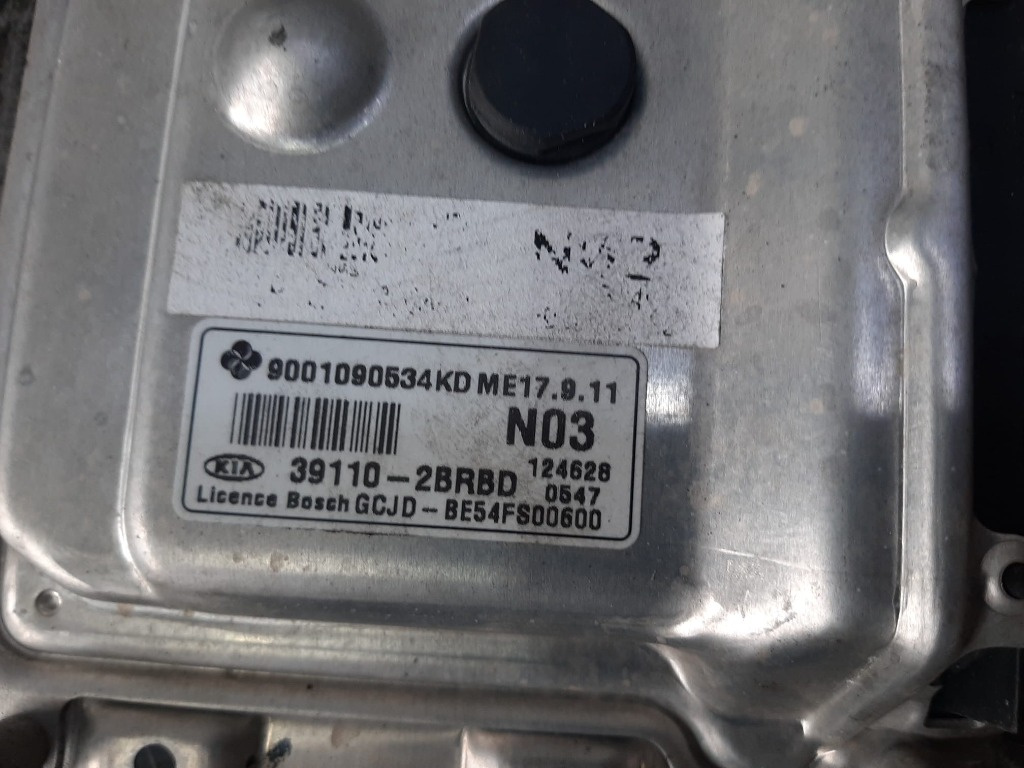 9001090534KD ME17.9.11
N03
KIA 39110-2BRBD 124628
0547
Licence Bosch GCJD-BE54FS00600